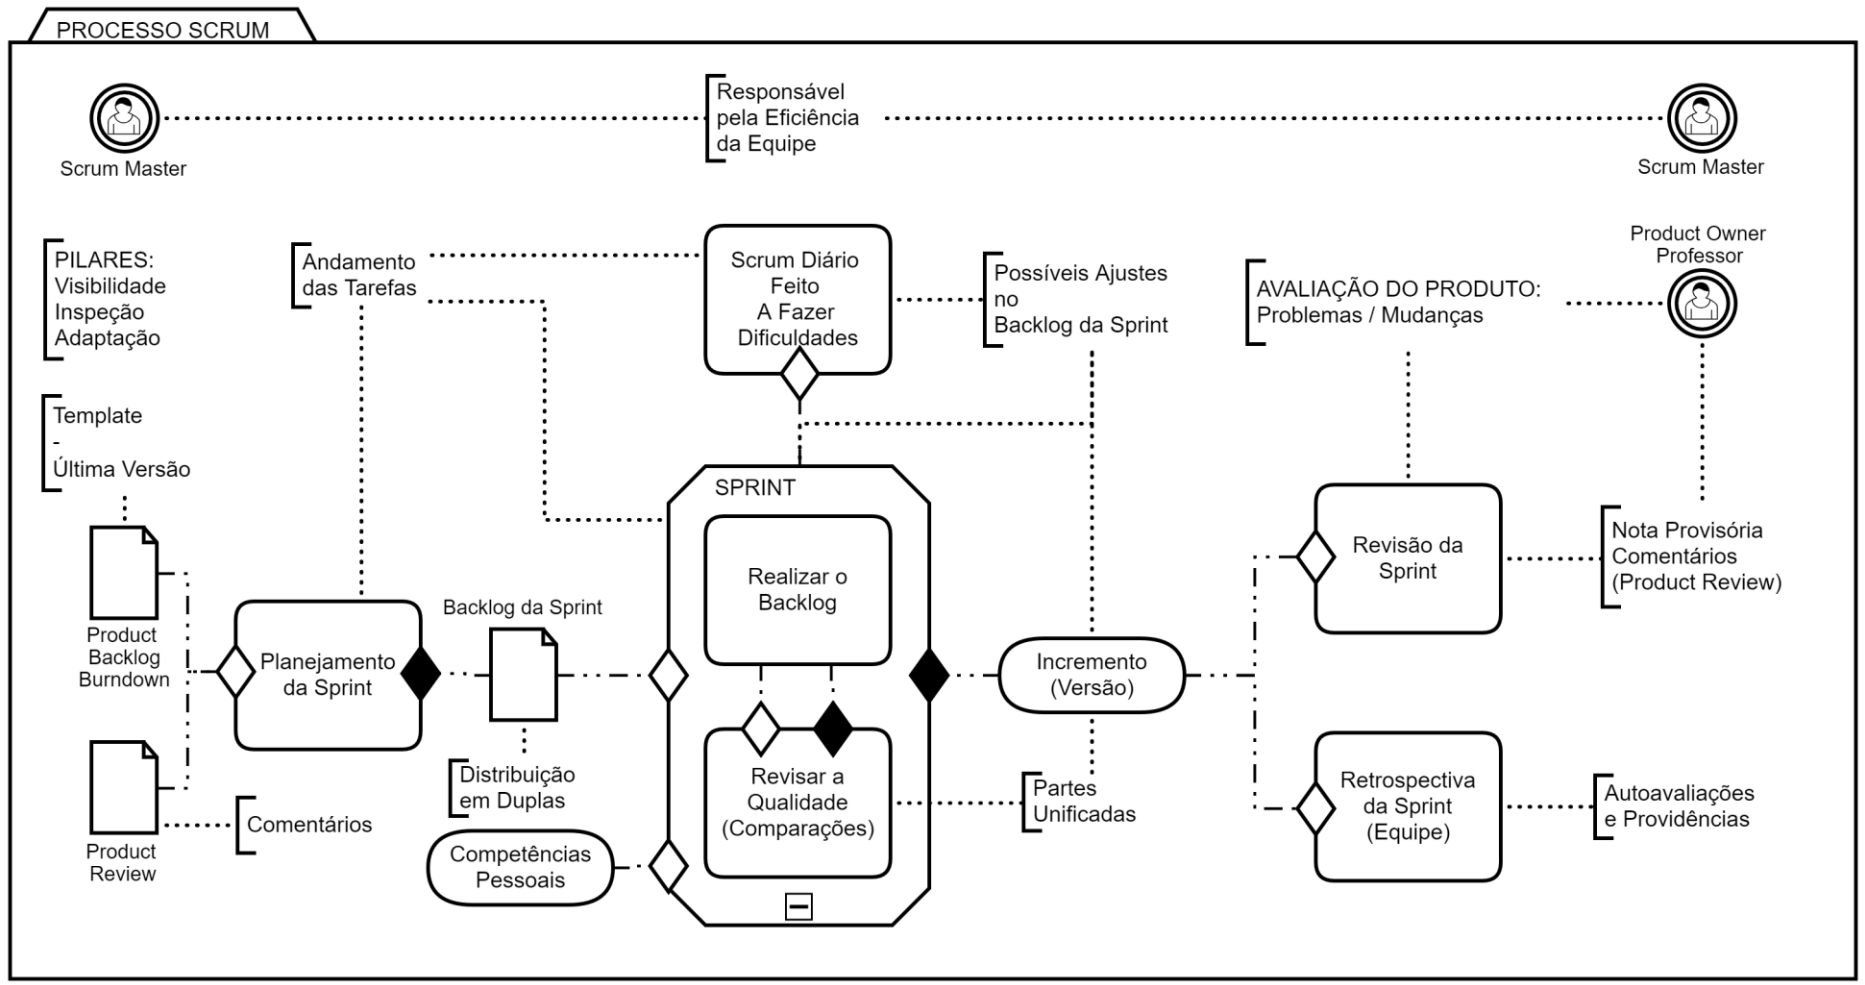 PROCESSO SCRUM
Responsável
pela Eficiência
da Equipe
Scrum Master
Scrum Master
PILARES:
Visibilidade
Inspeção
Adaptação
Andamento
das Tarefas
Scrum Diário
Feito
A Fazer
Dificuldades
Possíveis Ajustes
no
Backlog da Sprint
AVALIAÇÃO DO PRODUTO:
Problemas / Mudanças
Product Owner
Professor
Template
-
Última Versão
Product
Backlog
Burndown
Planejamento
da Sprint
Backlog da Sprint
Distribuição
em Duplas
Product
Review
Comentários
Competências
Pessoais
SPRINT
Realizar o
Backlog
Revisar a
Qualidade
(Comparações)
Incremento
(Versão)
Partes
Unificadas
Revisão da
Sprint
Nota Provisória
Comentários
(Product Review)
Retrospectiva
da Sprint
(Equipe)
Autoavaliações
e Providências